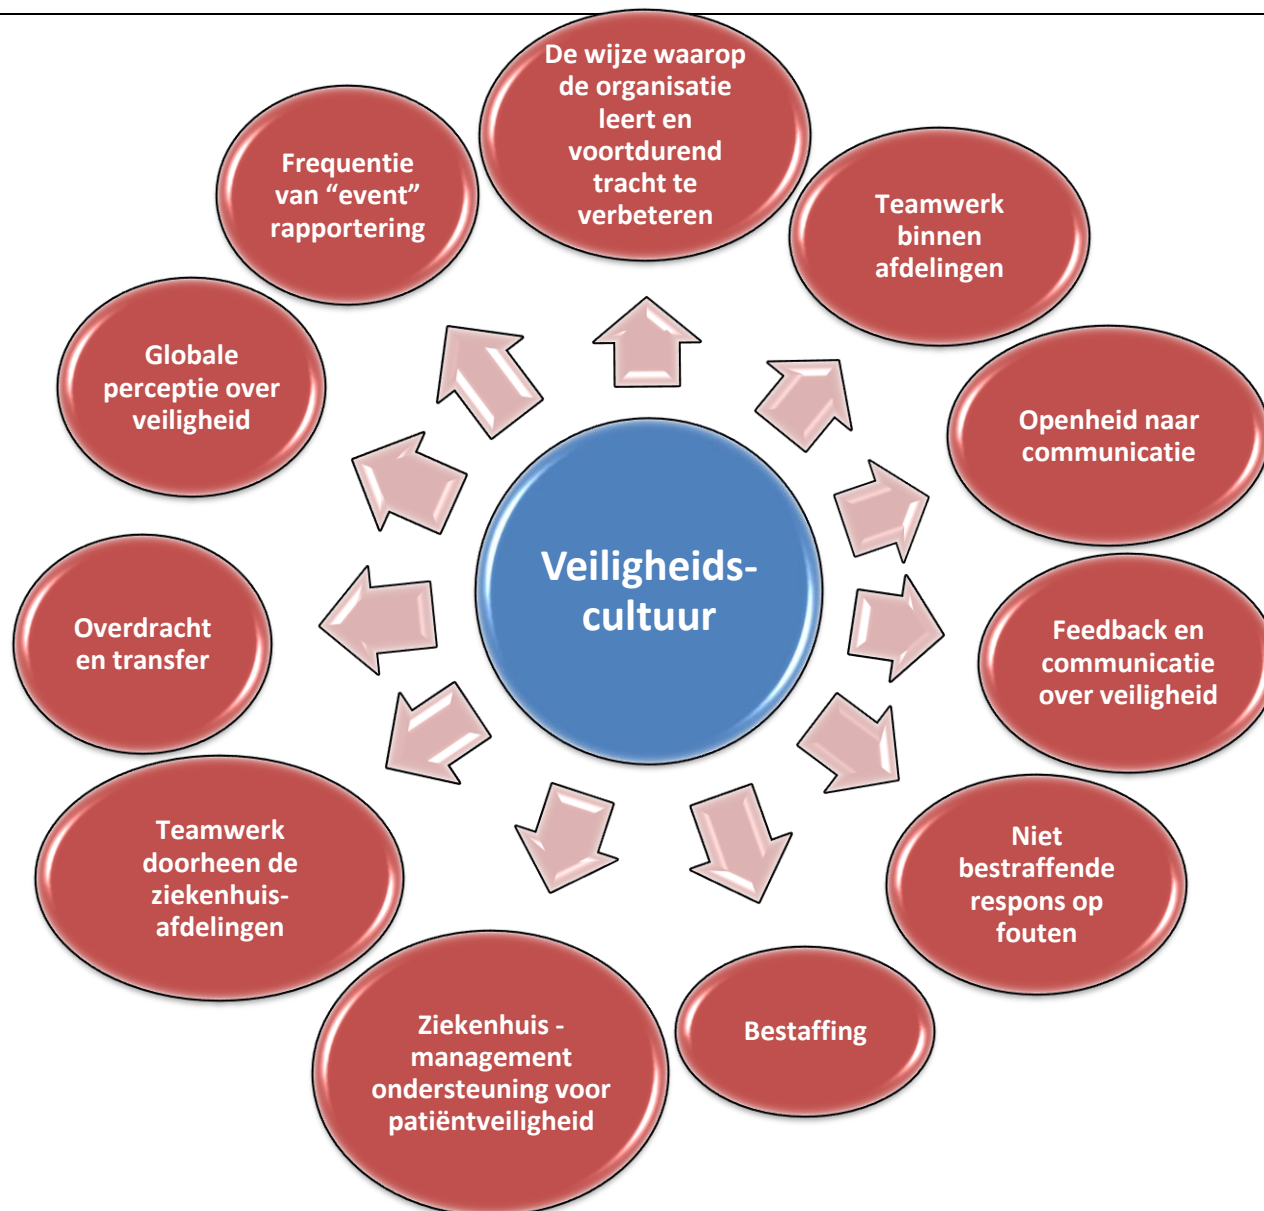 De wijze waarop
de organisatie
leert en
voortdurend
tracht te
verbeteren
Teamwerk
binnen
afdelingen
Openheid naar
communicatie
Feedback en
communicatie
over veiligheid
Niet
bestraffende
respons op
fouten
Bestaffing
Ziekenhuis -
management
ondersteuning voor
patiëntveiligheid
Teamwerk
doorheen de
ziekenhuis-
afdelingen
Overdracht
en transfer
Globale
perceptie over
veiligheid
Frequentie
van “event”
rapportering
Veiligheids-
cultuur